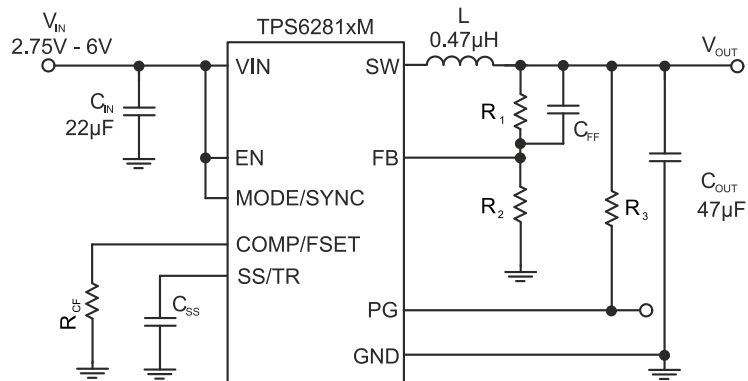 V_IN
2.75V - 6V
TPS6281xM
L
0.47µH
V_OUT
VIN
SW
C_IN
22µF
R_1
C_FF
EN
FB
C_OUT
47µF
MODE/SYNC
R_2
R_3
COMP/FSET
SS/TR
R_CF
C_SS
PG
GND